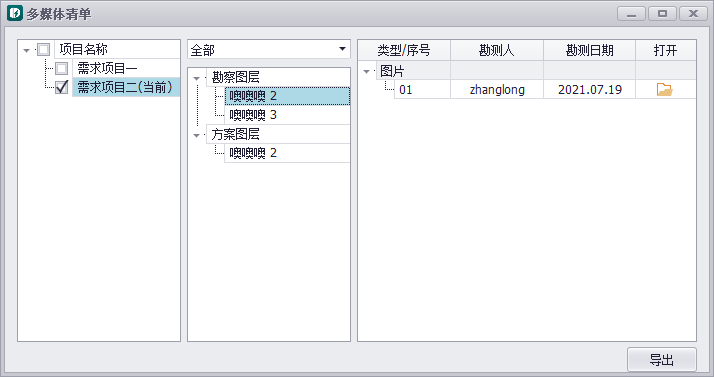 多媒体清单
项目名称
需求项目一
需求项目二(当前)
全部
勘察图层
噢噢噢 2
噢噢噢 3
方案图层
噢噢噢 2
类型/序号 勘测人 勘测日期 打开
图片
01 zhanglong 2021.07.19
导出